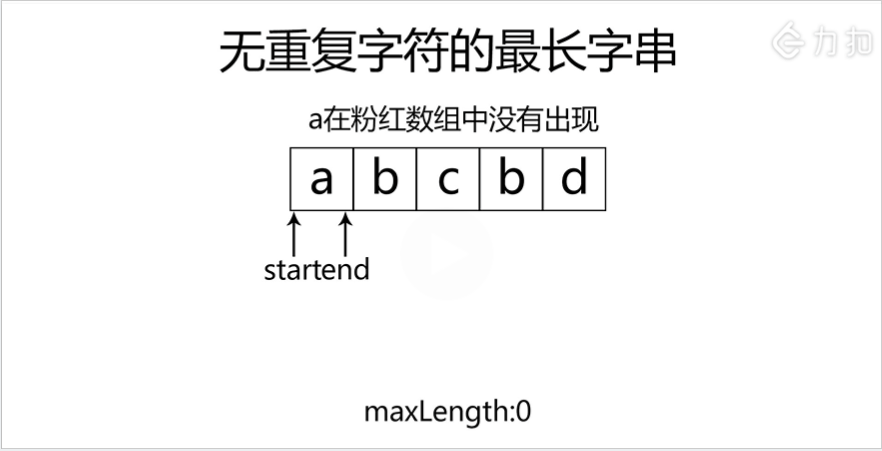 力扣
无重复字符的最长字串
a在粉红数组中没有出现
a b c b d
startend
maxLength:0